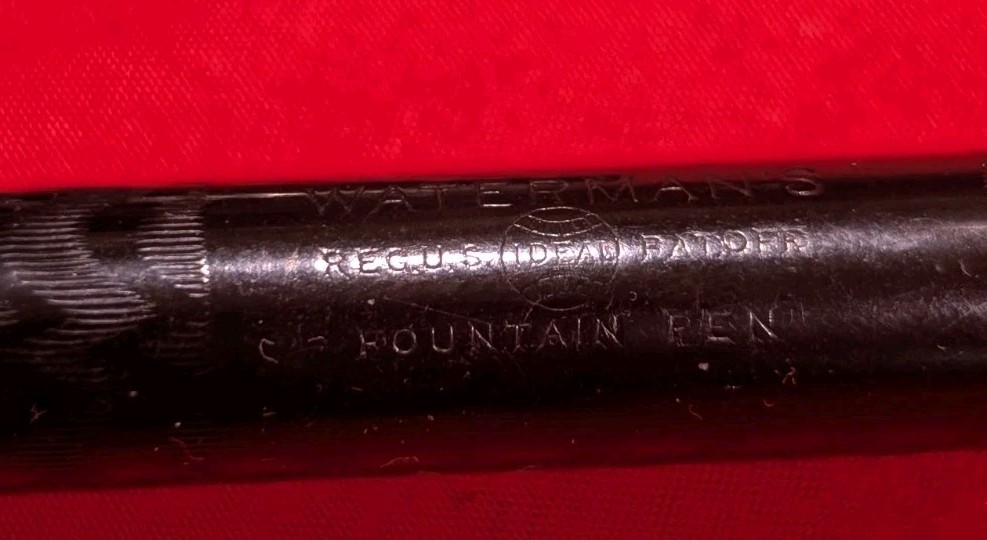 WATERMAN'S
REG.U.S. IDEAL PAT.OFF.
FOUNTAIN PEN